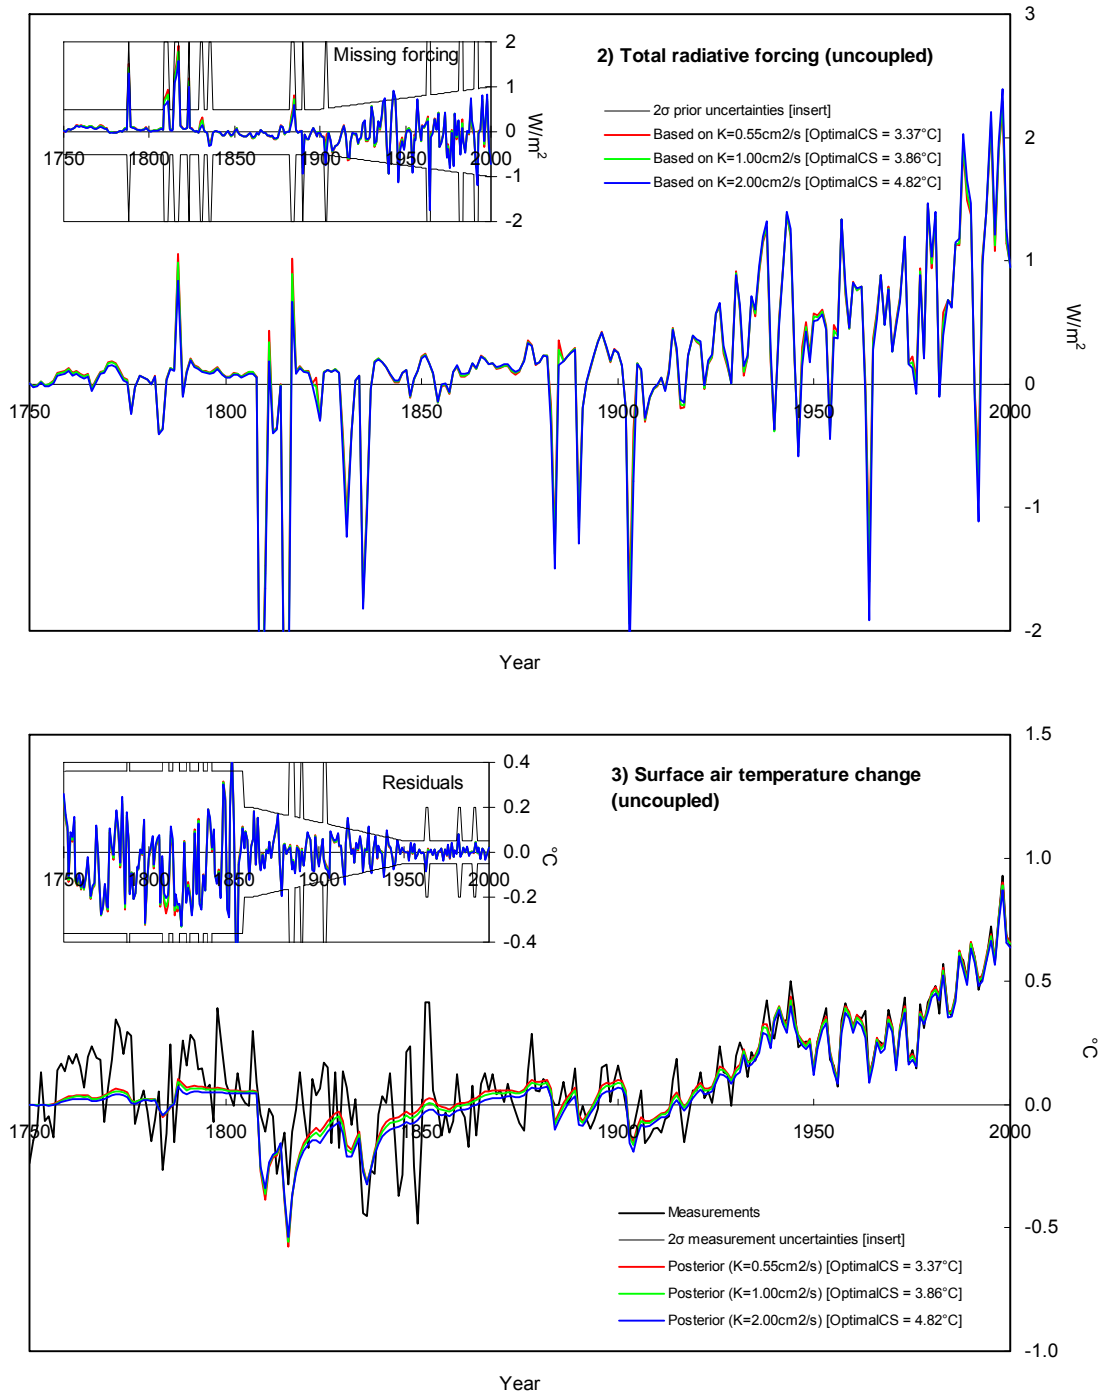 3
2
Missing forcing
2) Total radiative forcing (uncoupled)
1
2σ prior uncertainties [insert]
W/m²
0
Based on K=0.55cm2/s [OptimalCS = 3.37°C]
2
1750
1800
1850
1900
1950
2000
Based on K=1.00cm2/s [OptimalCS = 3.86°C]
-1
Based on K=2.00cm2/s [OptimalCS = 4.82°C]
-2
1
W/m²
0
1750
1800
1850
1900
1950
2000
-1
-2
Year
1.5
0.4
Residuals
3) Surface air temperature change
(uncoupled)
0.2
0.0
°C
1750
1800
1850
1900
1950
2000
1.0
-0.2
-0.4
0.5
°C
0.0
1750
1800
1850
1900
1950
2000
Measurements
-0.5
2σ measurement uncertainties [insert]
Posterior (K=0.55cm2/s) [OptimalCS = 3.37°C]
Posterior (K=1.00cm2/s) [OptimalCS = 3.86°C]
Posterior (K=2.00cm2/s) [OptimalCS = 4.82°C]
-1.0
Year